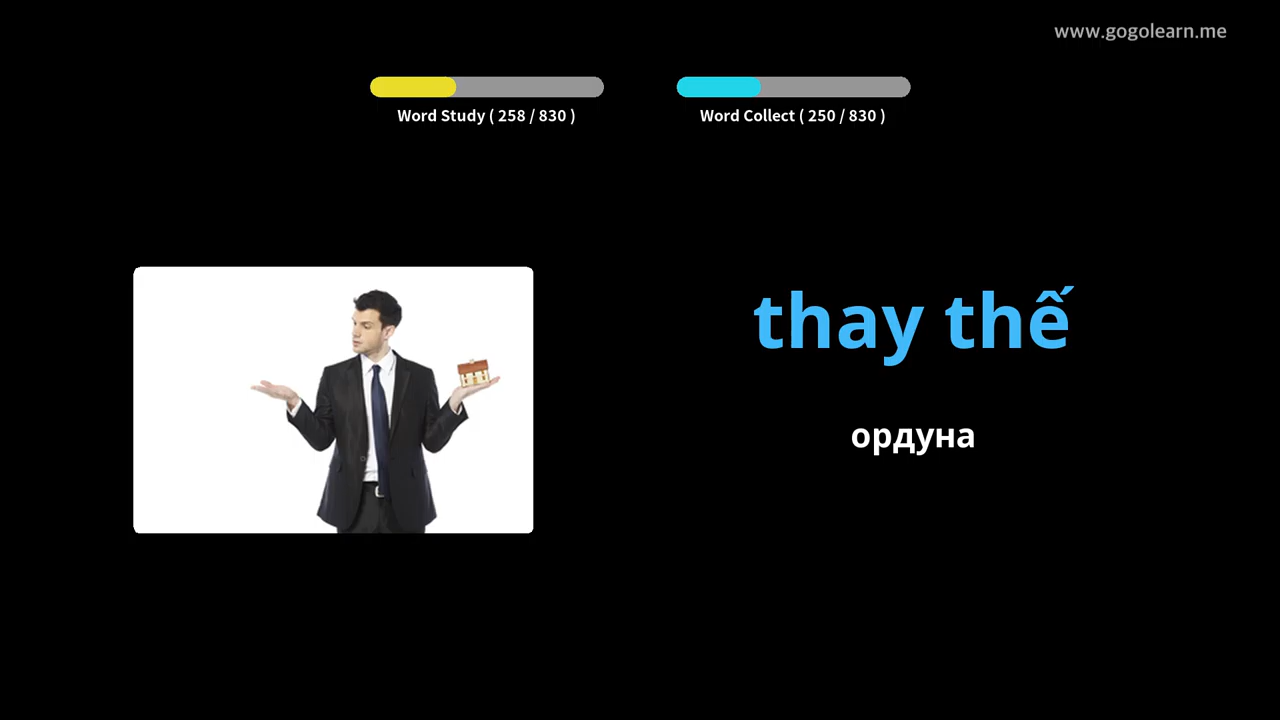 www.gogolearn.me
Word Study ( 258 / 830 )
Word Collect ( 250 / 830 )
thay thế
ордуна